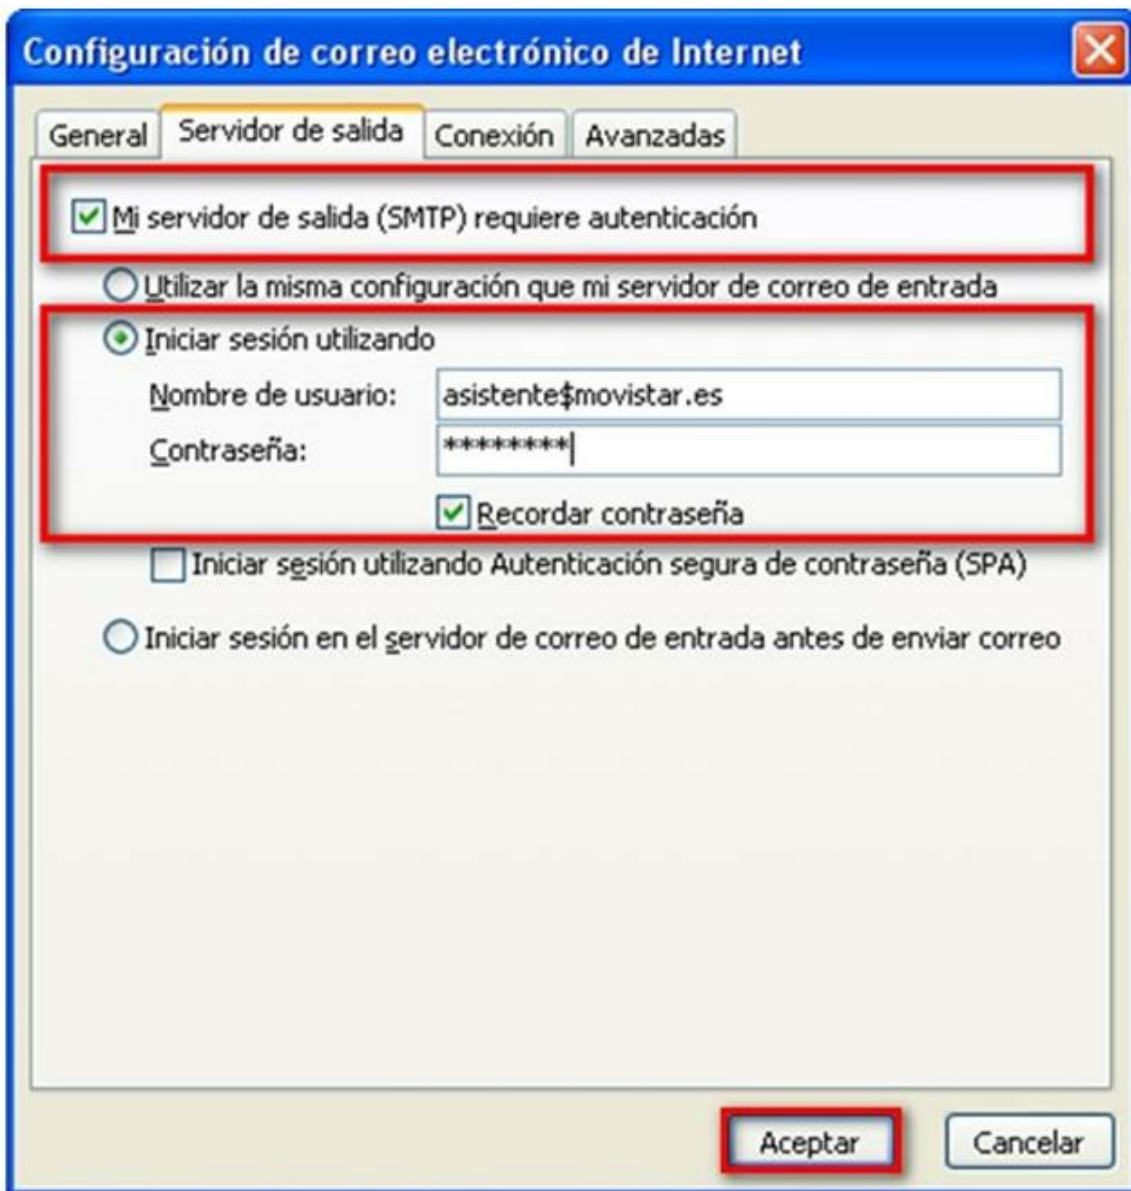 Configuración de correo electrónico de Internet
General Servidor de salida Conexión Avanzadas
Mi servidor de salida (SMTP) requiere autenticación
Utilizar la misma configuración que mi servidor de correo de entrada
Iniciar sesión utilizando
Nombre de usuario: asistente$movistar.es
Contraseña: ********
Recordar contraseña
Iniciar sesión utilizando Autenticación segura de contraseña (SPA)
Iniciar sesión en el servidor de correo de entrada antes de enviar correo
Aceptar Cancelar